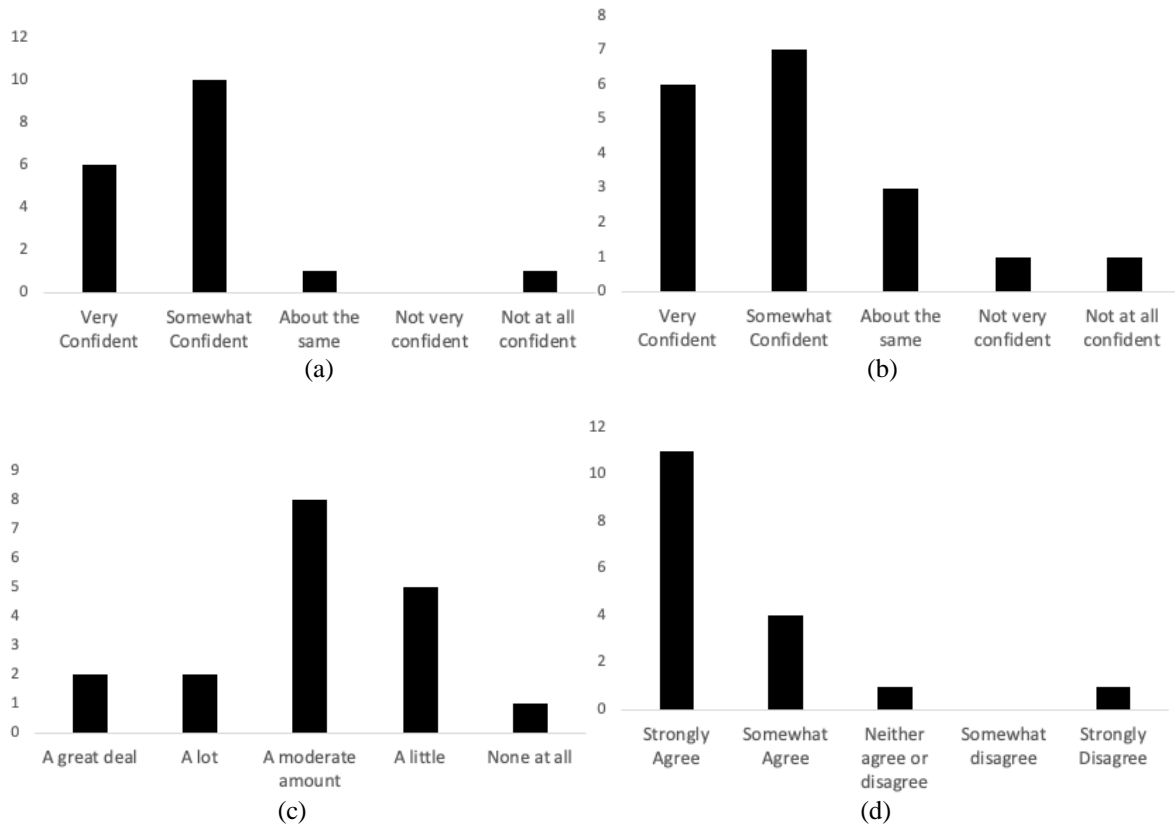 12
10
8
6
4
2
0
Very Confident
Somewhat Confident
About the same
Not very confident
Not at all confident
(a)
8
7
6
5
4
3
2
1
0
Very Confident
Somewhat Confident
About the same
Not very confident
Not at all confident
(b)
9
8
7
6
5
4
3
2
1
0
A great deal
A lot
A moderate amount
A little
None at all
(c)
12
10
8
6
4
2
0
Strongly Agree
Somewhat Agree
Neither agree or disagree
Somewhat disagree
Strongly Disagree
(d)